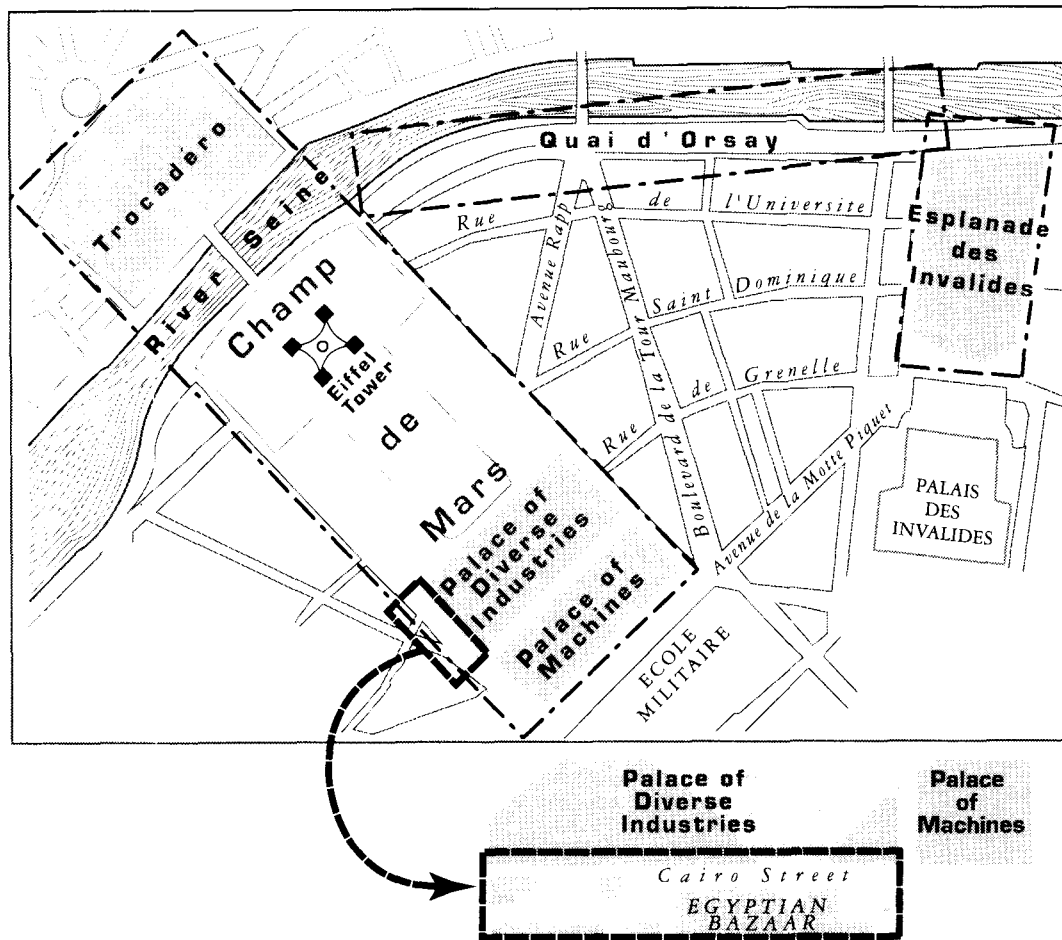 Trocadéro
River Seine
Quai d'Orsay
Rue de l'Universite
Avenue Rapp
Boulevard de la Tour Maubourg
Rue Saint Dominique
Rue de Grenelle
Avenue de la Motte Piquet
Esplanade
des
Invalides
PALAIS
DES
INVALIDES
Champ
de
Mars
Eiffel
Tower
Palace of
Diverse
Industries
Palace of
Machines
ECOLE
MILITAIRE
Palace of
Diverse
Industries
Palace
of
Machines
Cairo Street
EGYPTIAN
BAZAAR